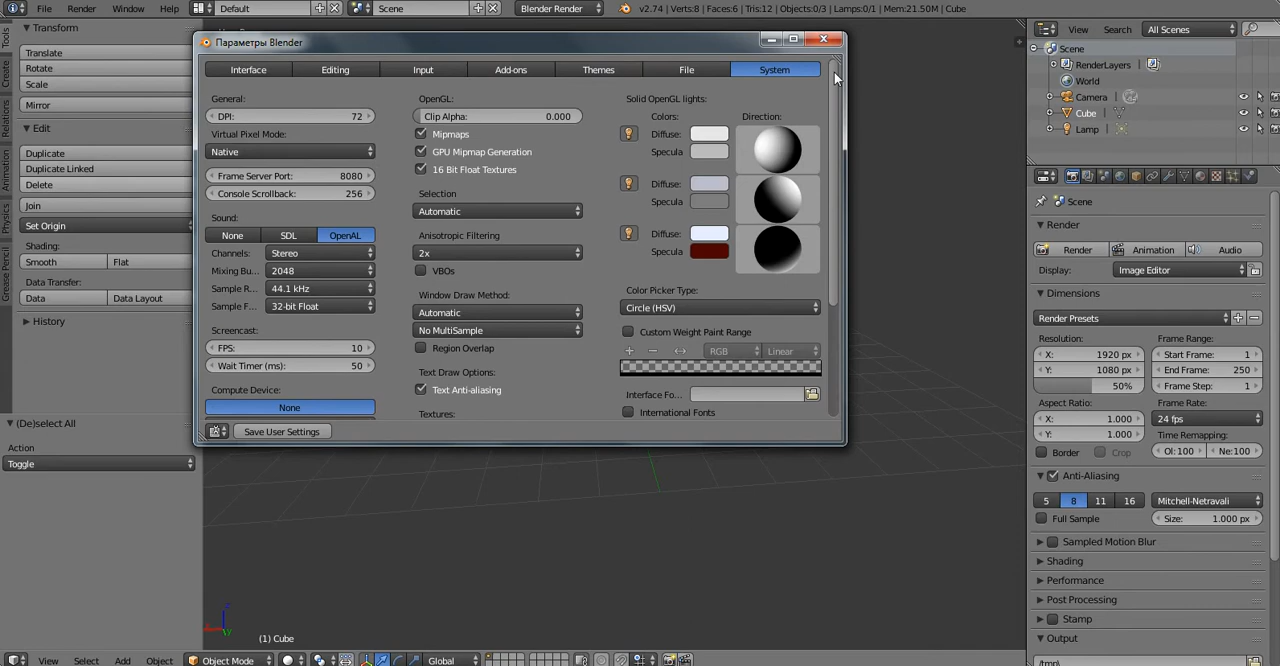 File Render Window Help Default Scene Blender Render v2.74 | Verts:8 | Faces:6 | Tris:12 | Objects:0/3 | Lamps:0/1 | Mem:21.50M | Cube
Tools
Create
Relations
Animation
Physics
Grease Pencil
Transform
Translate
Rotate
Scale
Mirror
Edit
Duplicate
Duplicate Linked
Delete
Join
Set Origin
Shading:
Smooth Flat
Data Transfer:
Data Data Layout
History
(De)select All
Action
Toggle
Параметры Blender
Interface Editing Input Add-ons Themes File System
General:
DPI: 72
Virtual Pixel Mode:
Native
Frame Server Port: 8080
Console Scrollback: 256
Sound:
None SDL OpenAL
Channels: Stereo
Mixing Bu... 2048
Sample R... 44.1 kHz
Sample F... 32-bit Float
Screencast:
FPS: 10
Wait Timer (ms): 50
Compute Device:
None
OpenGL:
Clip Alpha: 0.000
Mipmaps
GPU Mipmap Generation
16 Bit Float Textures
Selection
Automatic
Anisotropic Filtering
2x
VBOs
Window Draw Method:
Automatic
No MultiSample
Region Overlap
Text Draw Options:
Text Anti-aliasing
Textures:
Solid OpenGL lights:
Colors: Direction:
Diffuse:
Specula
Diffuse:
Specula
Diffuse:
Specula
Color Picker Type:
Circle (HSV)
Custom Weight Paint Range
RGB Linear
Interface Fo...
International Fonts
Save User Settings
(1) Cube
View Select Add Object Object Mode Global
View Search All Scenes
Scene
RenderLayers
World
Camera
Cube
Lamp
Scene
Render
Render Animation Audio
Display: Image Editor
Dimensions
Render Presets
Resolution: Frame Range:
X: 1920 px Start Frame: 1
Y: 1080 px End Frame: 250
50% Frame Step: 1
Aspect Ratio: Frame Rate:
X: 1.000 24 fps
Y: 1.000 Time Remapping:
Border Crop Ol:100 Ne:100
Anti-Aliasing
5 8 11 16 Mitchell-Netravali
Full Sample Size: 1.000 px
Sampled Motion Blur
Shading
Performance
Post Processing
Stamp
Output
/tmp\